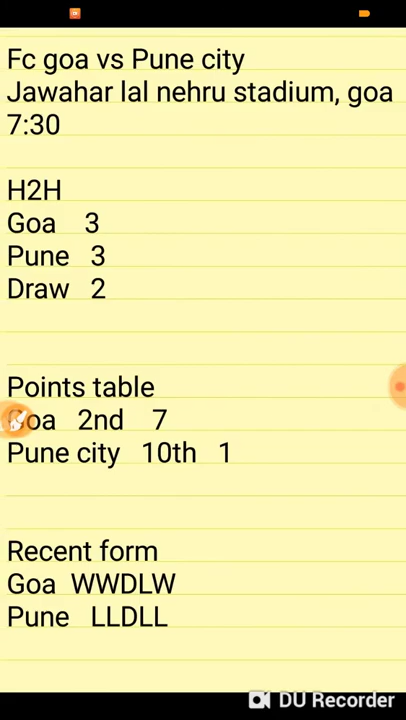 Fc goa vs Pune city
Jawahar lal nehru stadium, goa
7:30
H2H
Goa 3
Pune 3
Draw 2
Points table
Goa 2nd 7
Pune city 10th 1
Recent form
Goa WWDLW
Pune LLDLL
DU Recorder